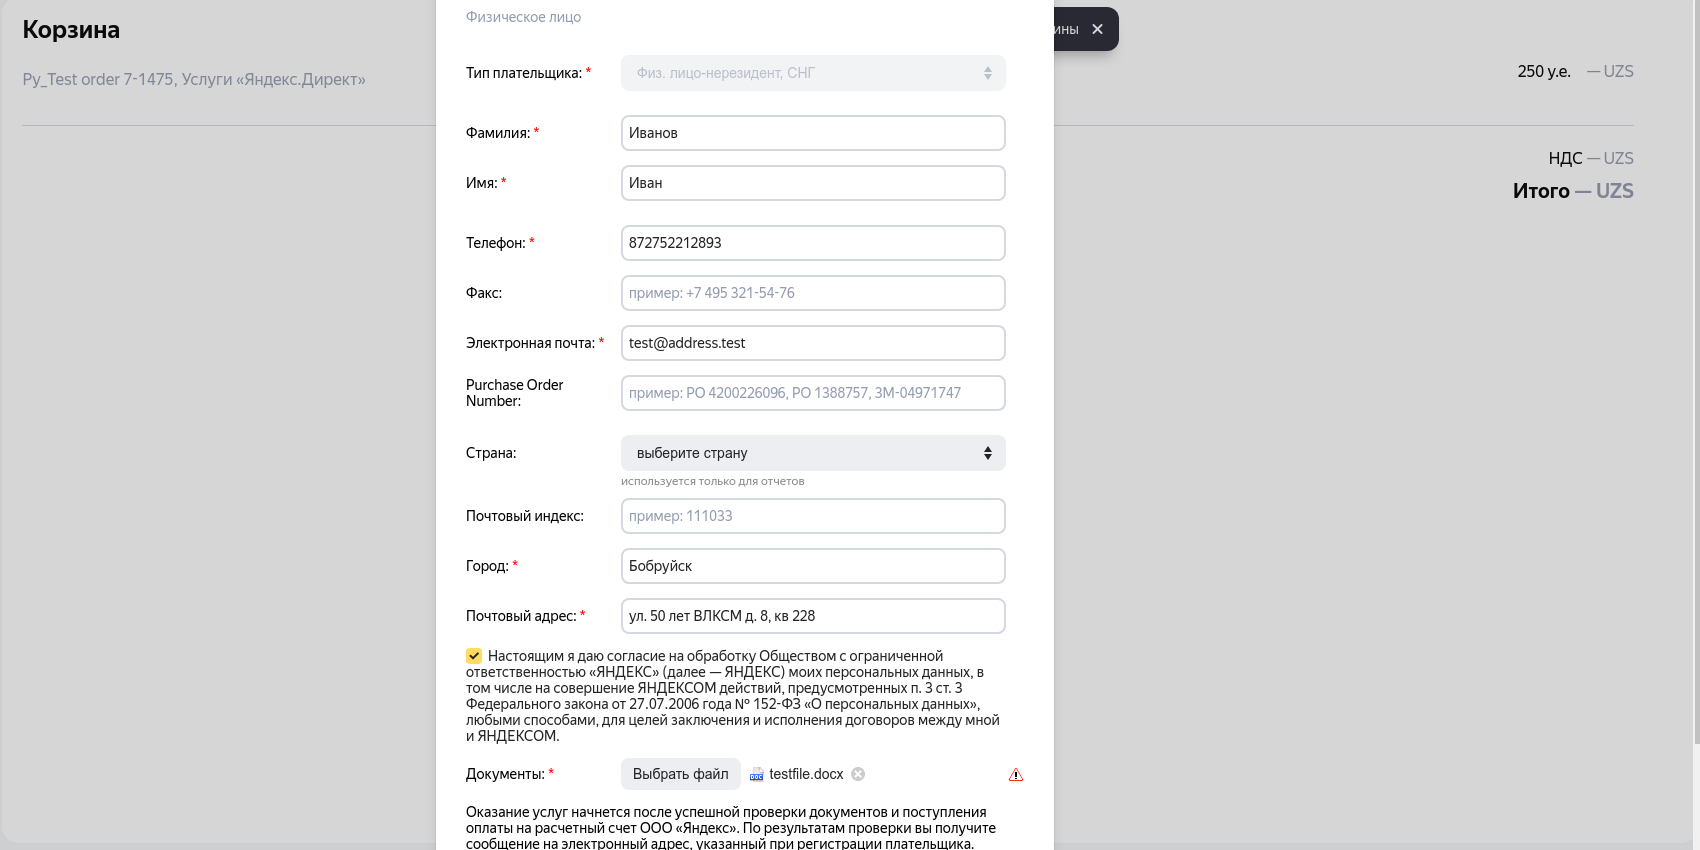 Корзина
Py_Test order 7-1475, Услуги «Яндекс.Директ»
Физическое лицо
ины
250 у.е. — UZS
НДС — UZS
Итого — UZS
Тип плательщика: * Физ. лицо-нерезидент, СНГ
Фамилия: * Иванов
Имя: * Иван
Телефон: * 872752212893
Факс: пример: +7 495 321-54-76
Электронная почта: * test@address.test
Purchase Order
Number:
пример: PO 4200226096, PO 1388757, 3M-04971747
Страна: выберите страну
используется только для отчетов
Почтовый индекс: пример: 111033
Город: * Бобруйск
Почтовый адрес: * ул. 50 лет ВЛКСМ д. 8, кв 228
Настоящим я даю согласие на обработку Обществом с ограниченной
ответственностью «ЯНДЕКС» (далее — ЯНДЕКС) моих персональных данных, в
том числе на совершение ЯНДЕКСОМ действий, предусмотренных п. 3 ст. 3
Федерального закона от 27.07.2006 года № 152-ФЗ «О персональных данных»,
любыми способами, для целей заключения и исполнения договоров между мной
и ЯНДЕКСОМ.
Документы: * Выбрать файл testfile.docx
Оказание услуг начнется после успешной проверки документов и поступления
оплаты на расчетный счет ООО «Яндекс». По результатам проверки вы получите
сообщение на электронный адрес, указанный при регистрации плательщика.